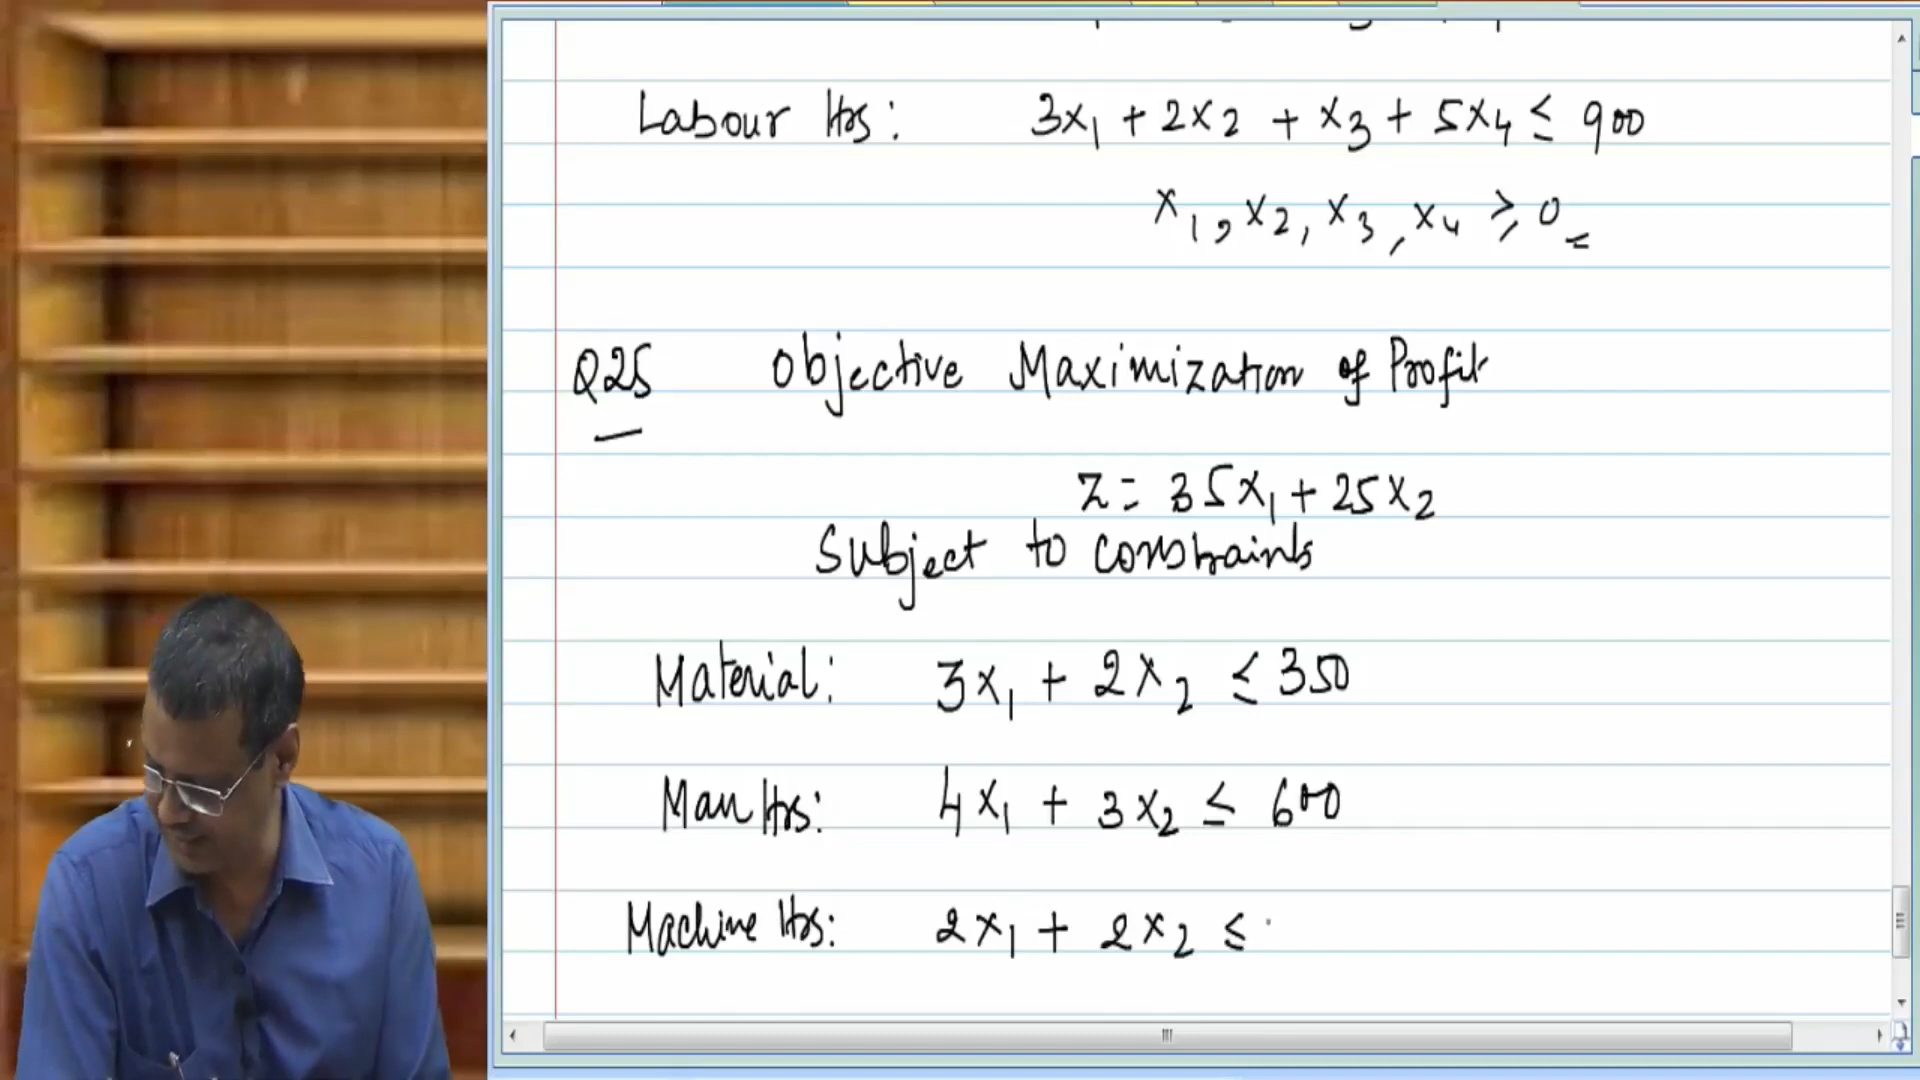 Labour Hrs: 3x₁ + 2x₂ + x₃ + 5x₄ ≤ 900
x₁, x₂, x₃, x₄ ≥ 0
Q25 Objective Maximization of Profit
Z = 35x₁ + 25x₂
Subject to constraints
Material: 3x₁ + 2x₂ ≤ 350
Man Hrs: 4x₁ + 3x₂ ≤ 600
Machine Hrs: 2x₁ + 2x₂ ≤